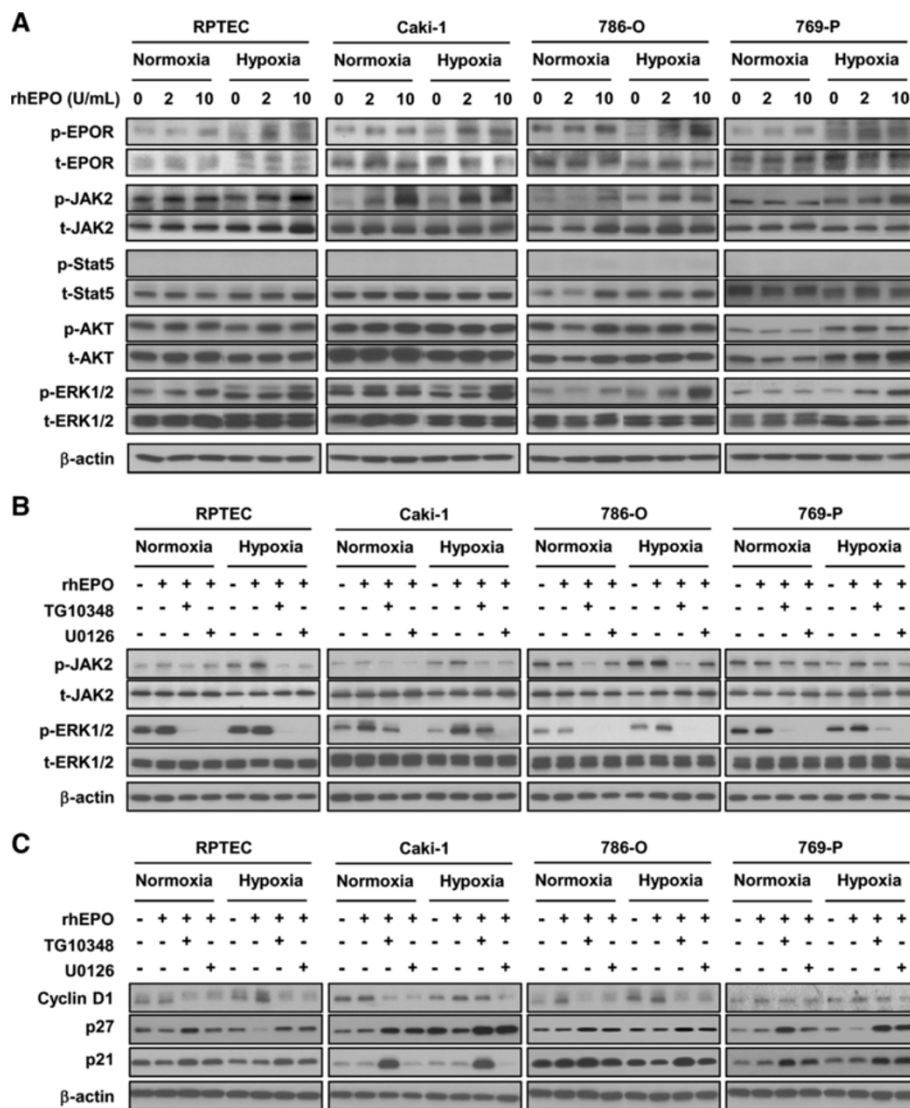 A
RPTEC Caki-1 786-O 769-P
Normoxia Hypoxia Normoxia Hypoxia Normoxia Hypoxia Normoxia Hypoxia
rhEPO (U/mL) 0 2 10 0 2 10 0 2 10 0 2 10 0 2 10 0 2 10 0 2 10 0 2 10
p-EPOR
t-EPOR
p-JAK2
t-JAK2
p-Stat5
t-Stat5
p-AKT
t-AKT
p-ERK1/2
t-ERK1/2
β-actin
B
RPTEC Caki-1 786-O 769-P
Normoxia Hypoxia Normoxia Hypoxia Normoxia Hypoxia Normoxia Hypoxia
rhEPO - + + + - + + + - + + + - + + + - + + + - + + + - + + + - + + +
TG10348 - - + - - - + - - - + - - - + - - - + - - - + - - - + - - - + -
U0126 - - - + - - - + - - - + - - - + - - - + - - - + - - - + - - - +
p-JAK2
t-JAK2
p-ERK1/2
t-ERK1/2
β-actin
C
RPTEC Caki-1 786-O 769-P
Normoxia Hypoxia Normoxia Hypoxia Normoxia Hypoxia Normoxia Hypoxia
rhEPO - + + + - + + + - + + + - + + + - + + + - + + + - + + + - + + +
TG10348 - - + - - - + - - - + - - - + - - - + - - - + - - - + - - - + -
U0126 - - - + - - - + - - - + - - - + - - - + - - - + - - - + - - - +
Cyclin D1
p27
p21
β-actin